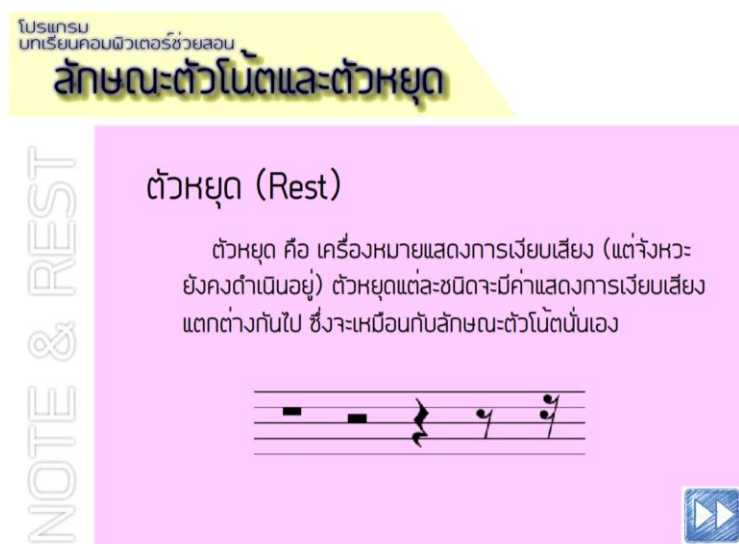 โปรแกรม
บทเรียนคอมพิวเตอร์ช่วยสอน
ลักษณะตัวโน้ตและตัวหยุด
NOTE & REST
ตัวหยุด (Rest)
ตัวหยุด คือ เครื่องหมายแสดงการเงียบเสียง (แต่จังหวะ
ยังคงดำเนินอยู่) ตัวหยุดแต่ละชนิดจะมีค่าแสดงการเงียบเสียง
แตกต่างกันไป ซึ่งจะเหมือนกับลักษณะตัวโน้ตนั่นเอง